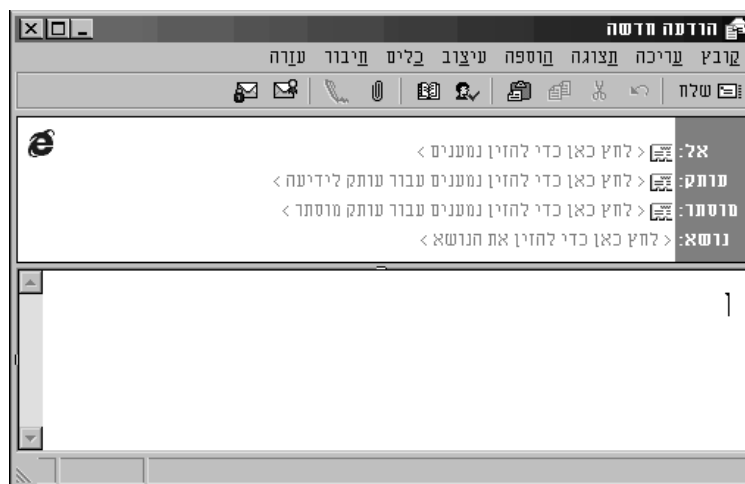 הודעה חדשה
קובץ עריכה תצוגה הוספה עיצוב כלים חיבור עזרה
שלח
אל: < לחץ כאן כדי להזין נמענים >
עותק: < לחץ כאן כדי להזין נמענים עבור עותק לידיעה >
מוסתר: < לחץ כאן כדי להזין נמענים עבור עותק מוסתר >
נושא: < לחץ כאן כדי להזין את הנושא >